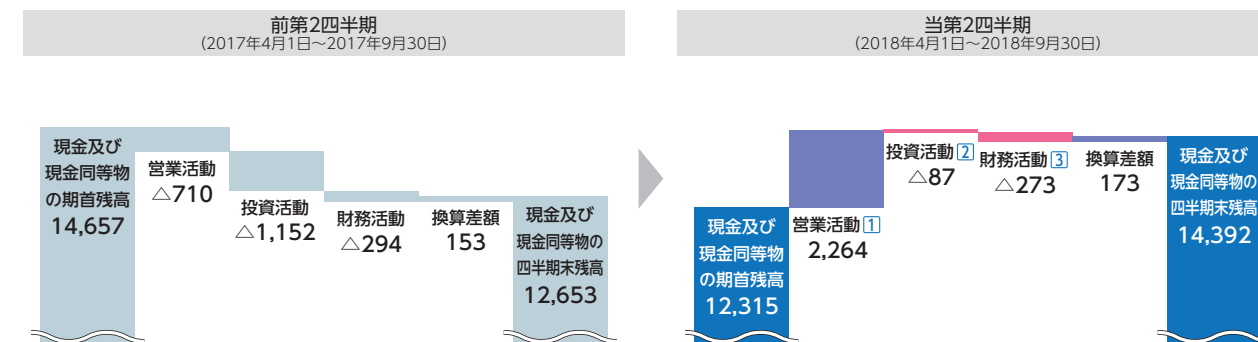 前第2四半期
（2017年4月1日～2017年9月30日）
現金及び
現金同等物
の期首残高
14,657
営業活動
△710
投資活動
△1,152
財務活動
△294
換算差額
153
現金及び
現金同等物の
四半期末残高
12,653
当第2四半期
（2018年4月1日～2018年9月30日）
現金及び
現金同等物
の期首残高
12,315
営業活動1
2,264
投資活動2
△87
財務活動3
△273
換算差額
173
現金及び
現金同等物の
四半期末残高
14,392